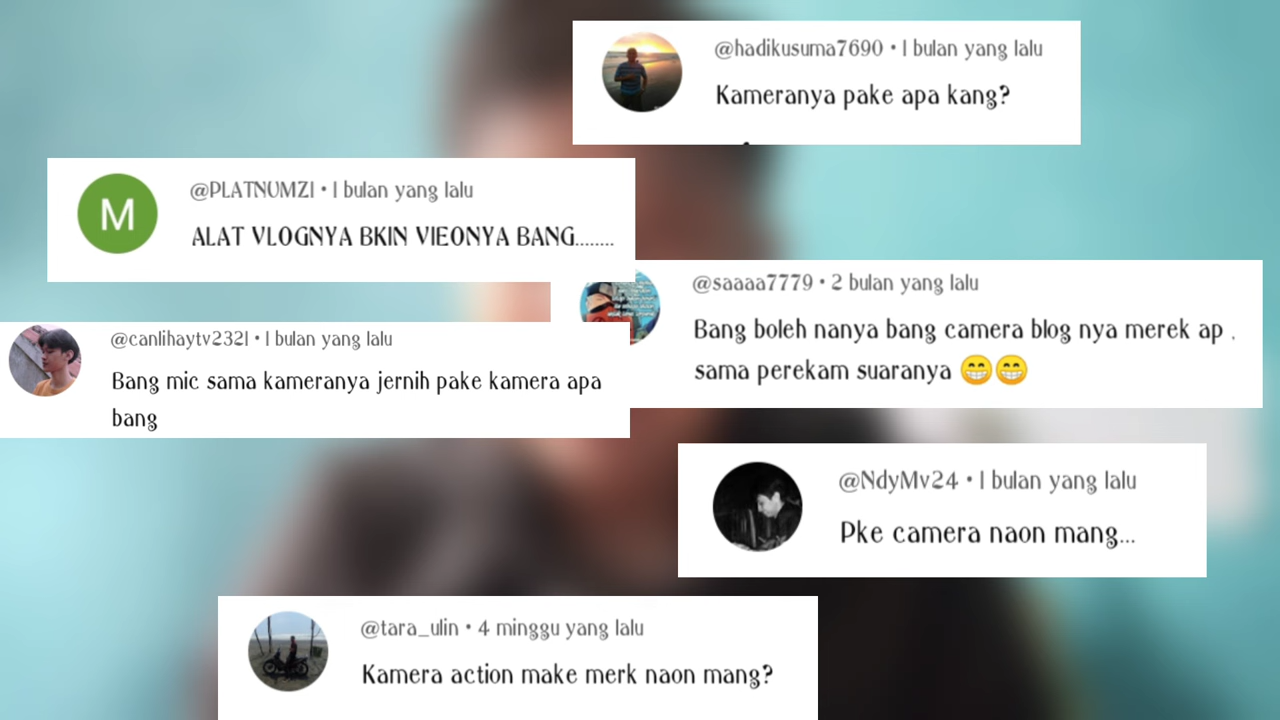 @hadikusuma7690 • 1 bulan yang lalu
Kameranya pake apa kang?
@PLATNUMZ1 • 1 bulan yang lalu
ALAT VLOGNYA BKIN VIEONYA BANG........
@saaaa7779 • 2 bulan yang lalu
Bang boleh nanya bang camera blog nya merek ap .
sama perekam suaranya 😁😁
@canlihaytv2321 • 1 bulan yang lalu
Bang mic sama kameranya jernih pake kamera apa
bang
@NdyMv24 • 1 bulan yang lalu
Pke camera naon mang...
@tara_ulin • 4 minggu yang lalu
Kamera action make merk naon mang?
M